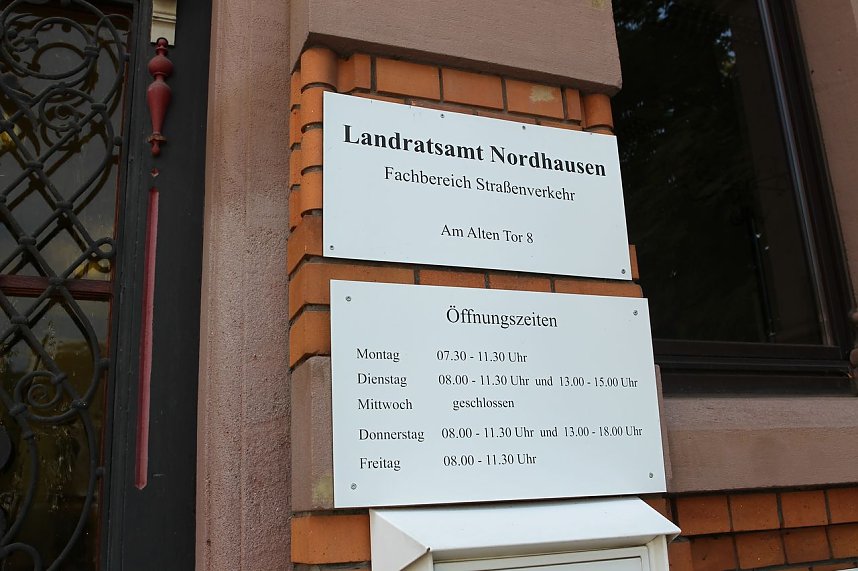 Landratsamt Nordhausen
Fachbereich Straßenverkehr
Am Alten Tor 8
Öffnungszeiten
Montag 07.30 - 11.30 Uhr
Dienstag 08.00 - 11.30 Uhr und 13.00 - 15.00 Uhr
Mittwoch geschlossen
Donnerstag 08.00 - 11.30 Uhr und 13.00 - 18.00 Uhr
Freitag 08.00 - 11.30 Uhr